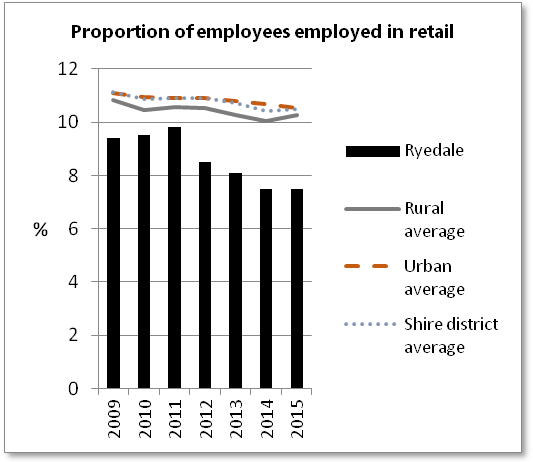 Proportion of employees employed in retail
12
10
8
6
4
2
0
%
2009
2010
2011
2012
2013
2014
2015
Ryedale
Rural
average
Urban
average
Shire district
average